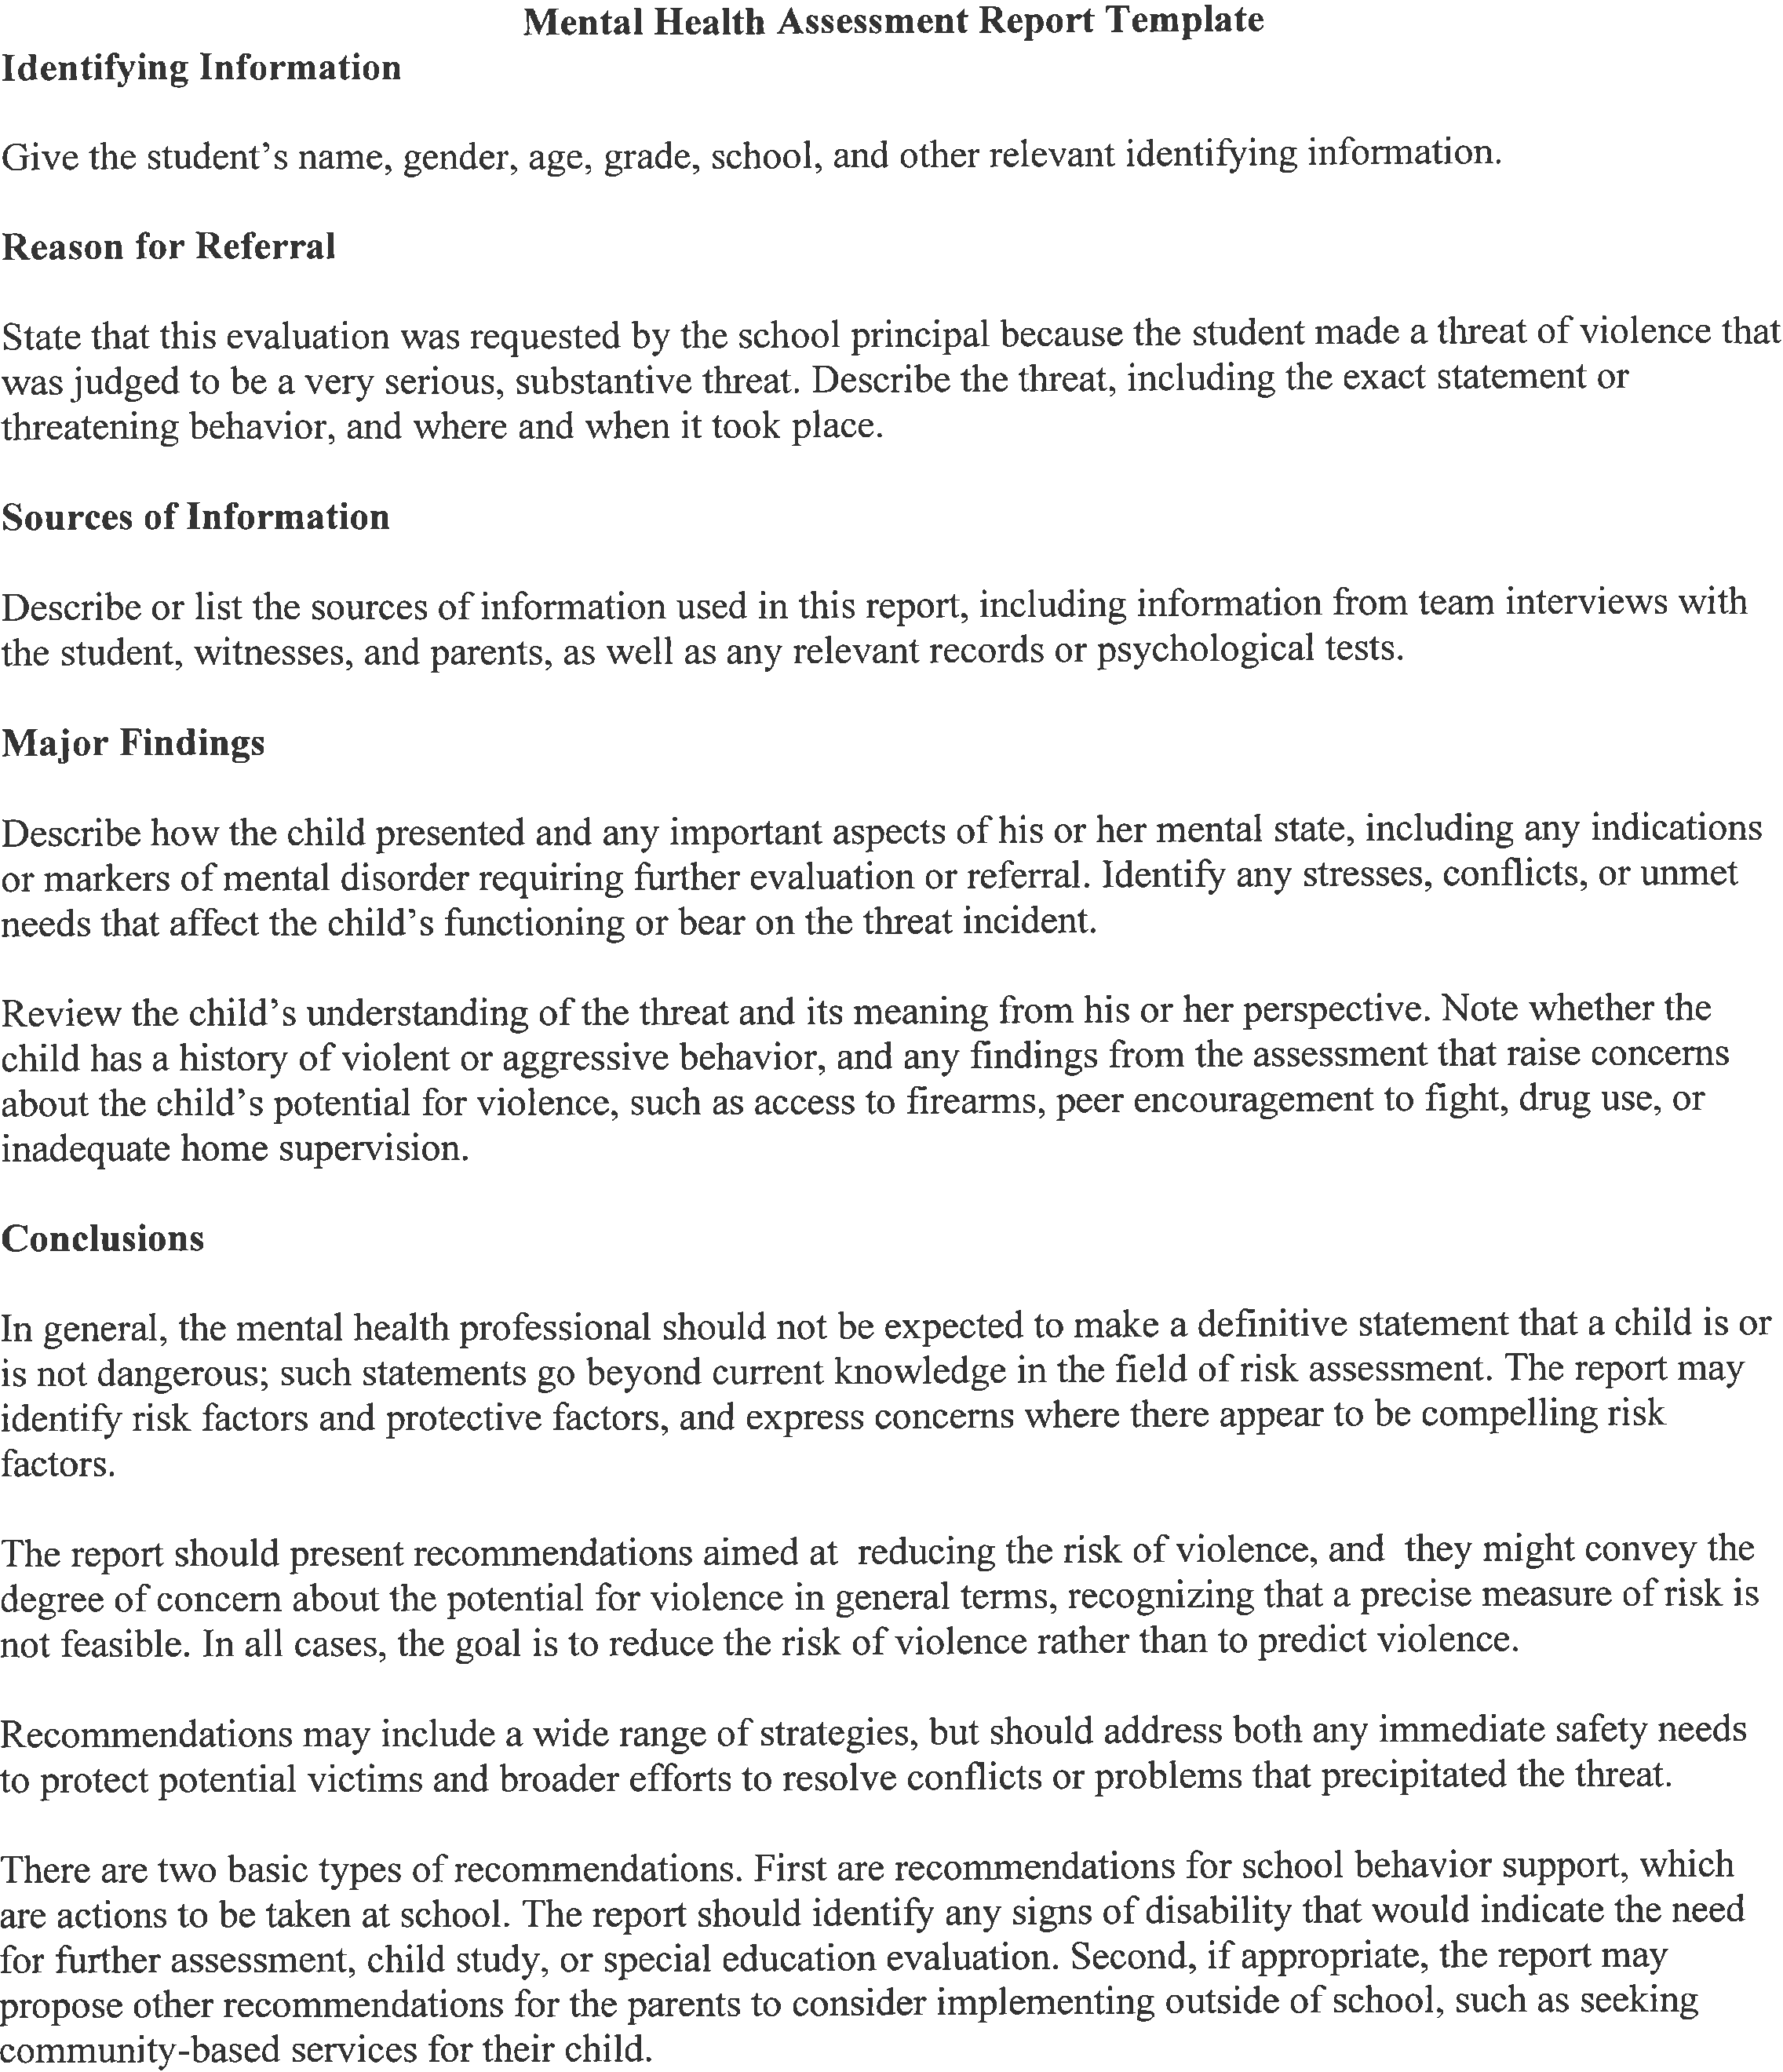 Mental Health Assessment Report Template
Identifying Information
Give the student's name, gender, age, grade, school, and other relevant identifying information.
Reason for Referral
State that this evaluation was requested by the school principal because the student made a threat of violence that
was judged to be a very serious, substantive threat. Describe the threat, including the exact statement or
threatening behavior, and where and when it took place.
Sources of Information
Describe or list the sources of information used in this report, including information from team interviews with
the student, witnesses, and parents, as well as any relevant records or psychological tests.
Major Findings
Describe how the child presented and any important aspects of his or her mental state, including any indications
or markers of mental disorder requiring further evaluation or referral. Identify any stresses, conflicts, or unmet
needs that affect the child's functioning or bear on the threat incident.
Review the child's understanding of the threat and its meaning from his or her perspective. Note whether the
child has a history of violent or aggressive behavior, and any findings from the assessment that raise concerns
about the child's potential for violence, such as access to firearms, peer encouragement to fight, drug use, or
inadequate home supervision.
Conclusions
In general, the mental health professional should not be expected to make a definitive statement that a child is or
is not dangerous; such statements go beyond current knowledge in the field of risk assessment. The report may
identify risk factors and protective factors, and express concerns where there appear to be compelling risk
factors.
The report should present recommendations aimed at  reducing the risk of violence, and  they might convey the
degree of concern about the potential for violence in general terms, recognizing that a precise measure of risk is
not feasible. In all cases, the goal is to reduce the risk of violence rather than to predict violence.
Recommendations may include a wide range of strategies, but should address both any immediate safety needs
to protect potential victims and broader efforts to resolve conflicts or problems that precipitated the threat.
There are two basic types of recommendations. First are recommendations for school behavior support, which
are actions to be taken at school. The report should identify any signs of disability that would indicate the need
for further assessment, child study, or special education evaluation. Second, if appropriate, the report may
propose other recommendations for the parents to consider implementing outside of school, such as seeking
community-based services for their child.